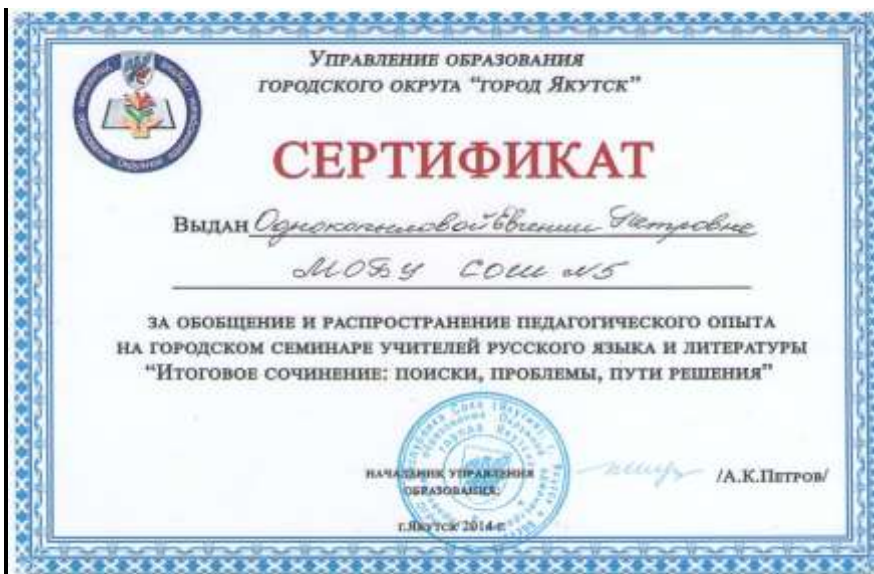 Управление образования
городского округа "город Якутск"
СЕРТИФИКАТ
Выдан Однокопыловой Евгении Петровне
МОБУ СОШ №5
за обобщение и распространение педагогического опыта
на городском семинаре учителей русского языка и литературы
"Итоговое сочинение: поиски, проблемы, пути решения"
начальник управления
образования: /А.К.Петров/
г.Якутск 2014 г.